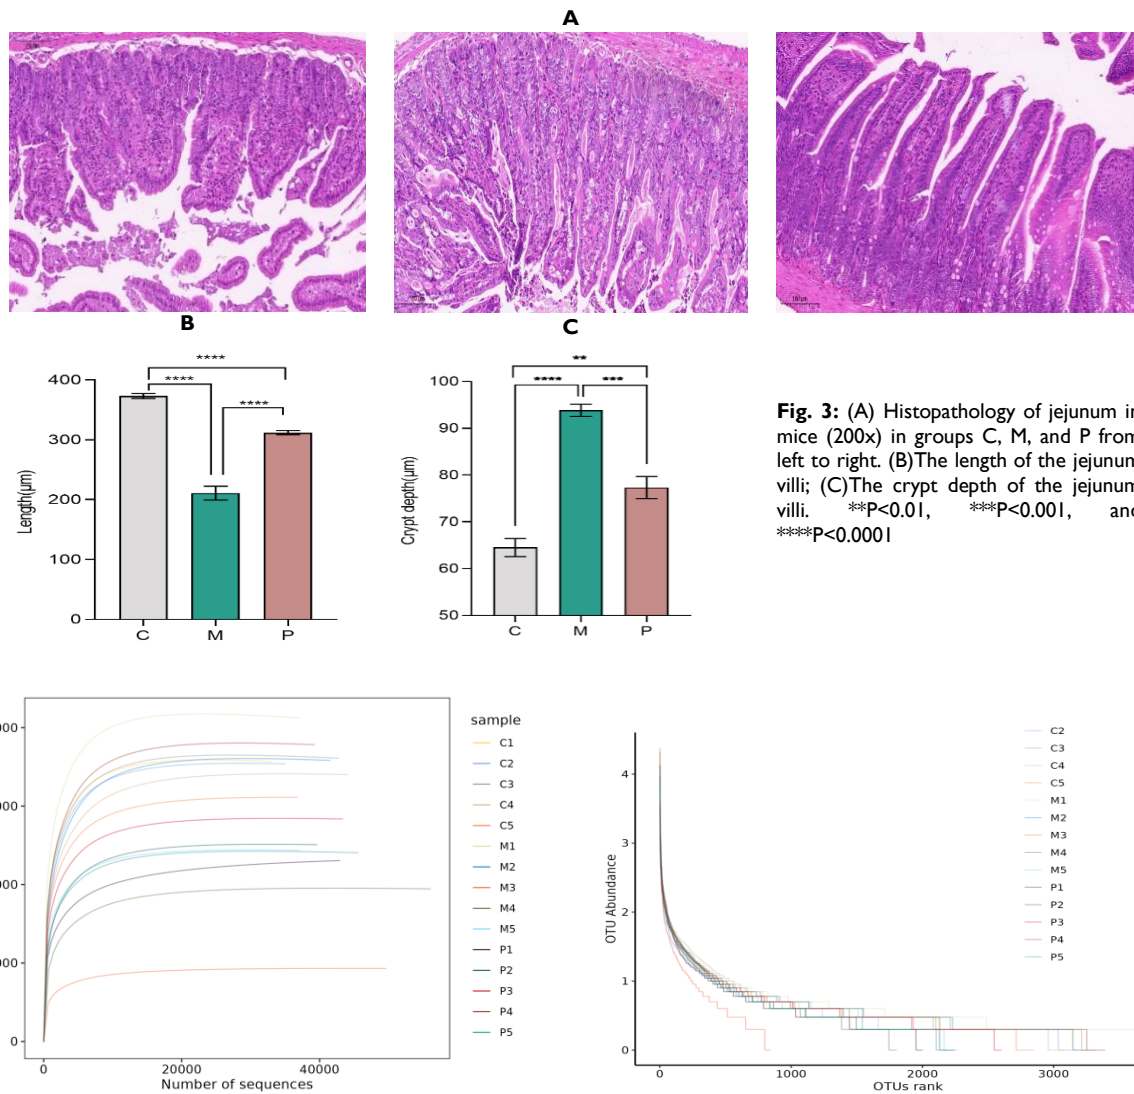 A
B
C
****
****
****
400
300
200
100
0
Length(µm)
C
M
P
**
****
***
100
90
80
70
60
50
Crypt depth(µm)
C
M
P
Fig. 3: (A) Histopathology of jejunum in
mice (200x) in groups C, M, and P from
left to right. (B)The length of the jejunum
villi; (C)The crypt depth of the jejunum
villi. **P<0.01, ***P<0.001, and
****P<0.0001
0
0
20000
40000
Number of sequences
sample
C1
C2
C3
C4
C5
M1
M2
M3
M4
M5
P1
P2
P3
P4
P5
4
3
2
1
0
OTU Abundance
0
1000
2000
3000
OTUs rank
C2
C3
C4
C5
M1
M2
M3
M4
M5
P1
P2
P3
P4
P5